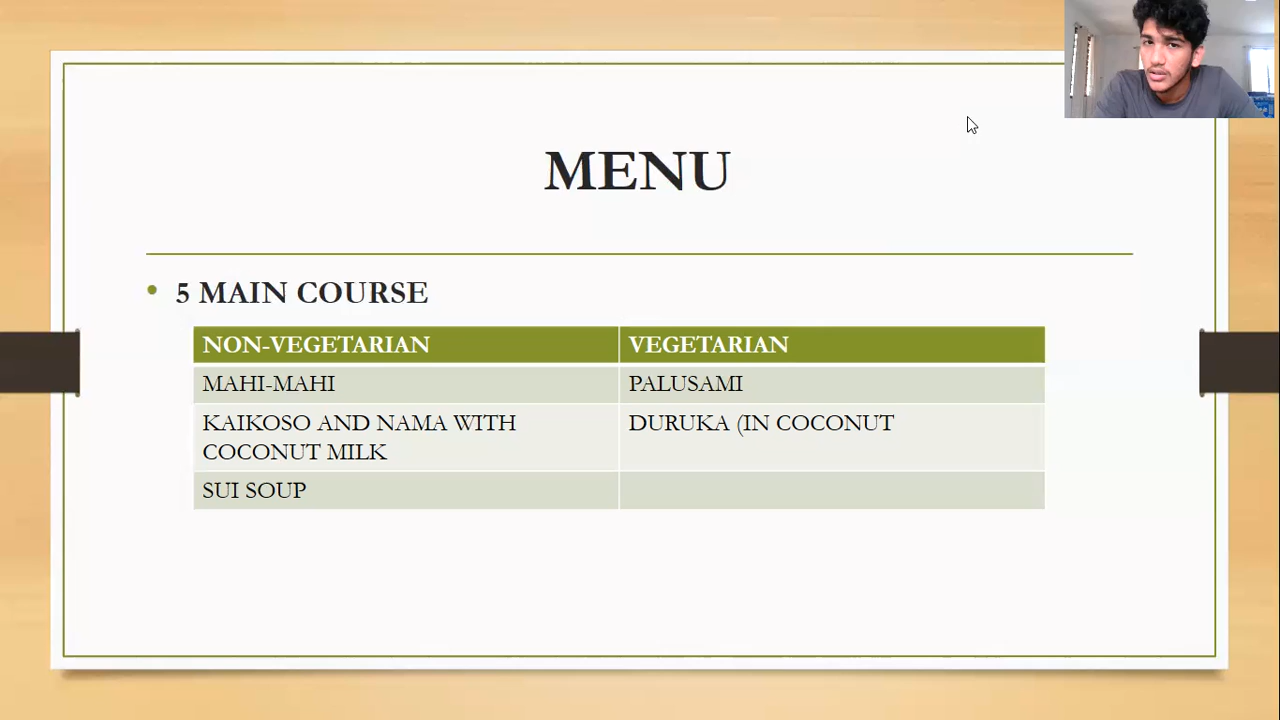 MENU
• 5 MAIN COURSE
NON-VEGETARIAN VEGETARIAN
MAHI-MAHI PALUSAMI
KAIKOSO AND NAMA WITH
COCONUT MILK
DURUKA (IN COCONUT
SUI SOUP